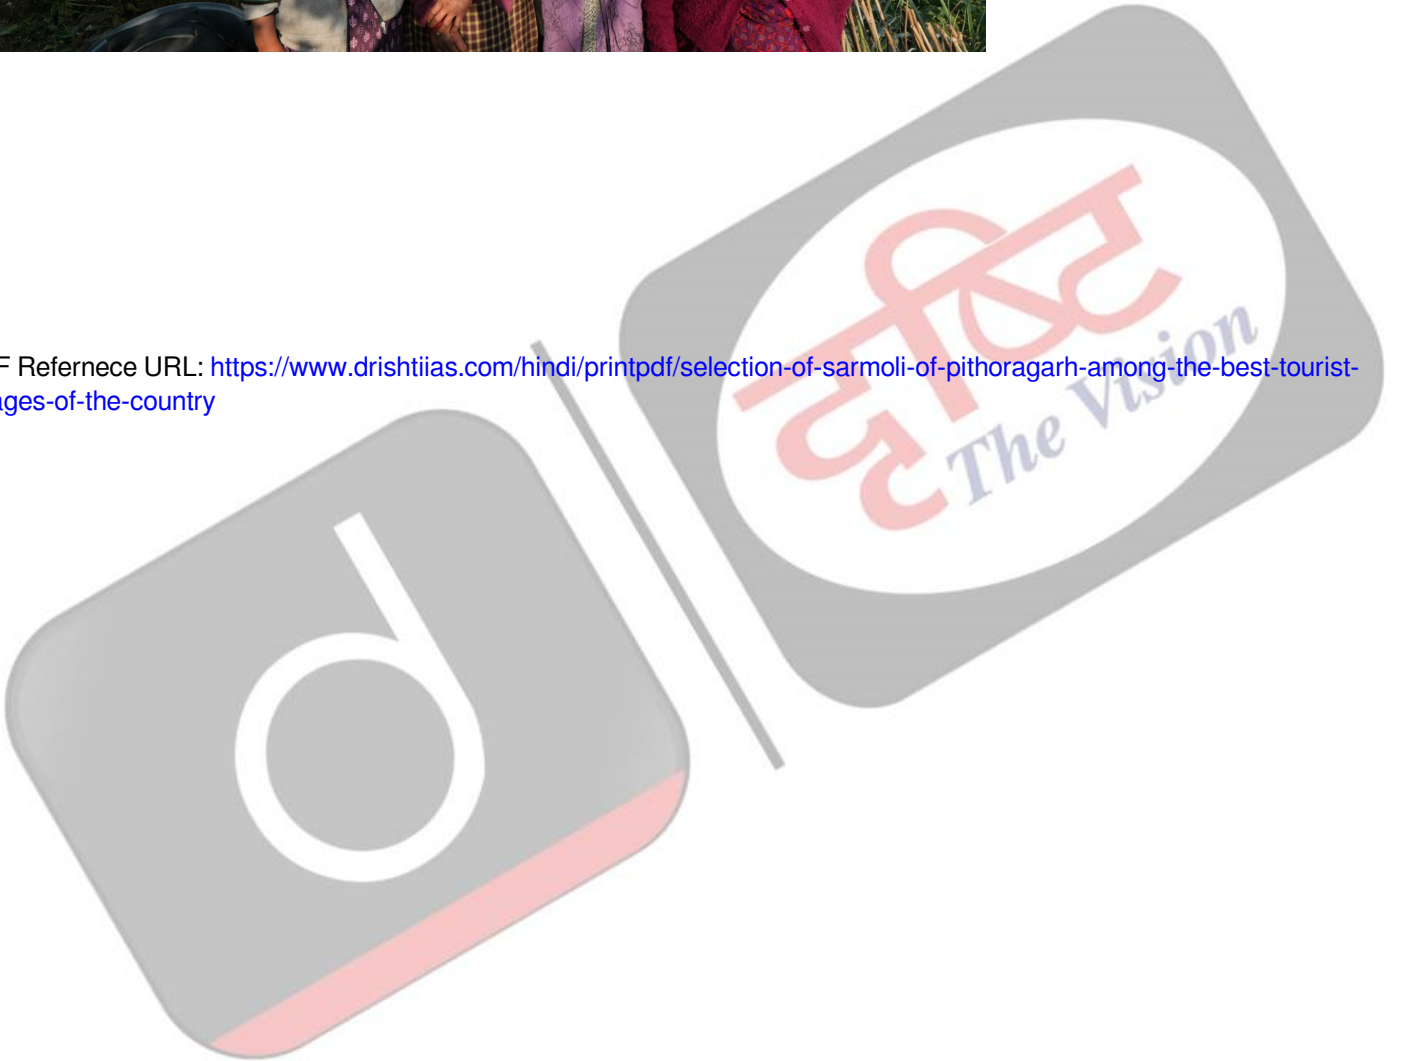 F Refernece URL: https://www.drishtiias.com/hindi/printpdf/selection-of-sarmoli-of-pithoragarh-among-the-best-tourist-
ages-of-the-country
दृष्टि
The Vision
d